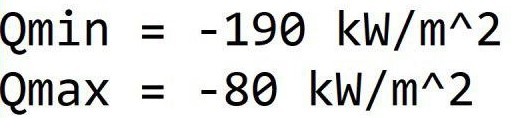 Qmin = -190 kW/m^2
Qmax = -80 kW/m^2